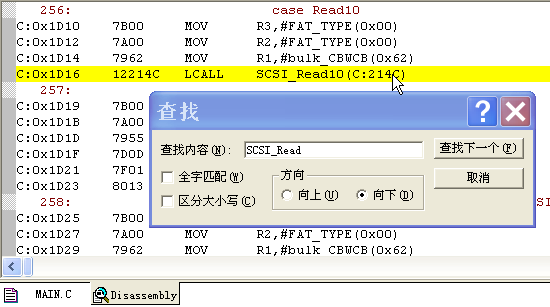 256: case Read10
C:0x1D10 7B00 MOV R3,#FAT_TYPE(0x00)
C:0x1D12 7A00 MOV R2,#FAT_TYPE(0x00)
C:0x1D14 7962 MOV R1,#bulk_CBWCB(0x62)
C:0x1D16 12214C LCALL SCSI_Read10(C:214C)
257:
C:0x1D19 7B00
C:0x1D1B 7A00
C:0x1D1D 7955
C:0x1D1F 7D0D
C:0x1D21 7F01
C:0x1D23 8013
查找
查找内容(N): SCSI_Read
查找下一个(F)
全字匹配(W)
方向
取消
区分大小写(C)
向上(U)
向下(D)
258:
C:0x1D25 7B00
C:0x1D27 7A00 MOV R2,#FAT_TYPE(0x00)
C:0x1D29 7962 MOV R1,#bulk_CBWCB(0x62)
MAIN.C
Disassembly